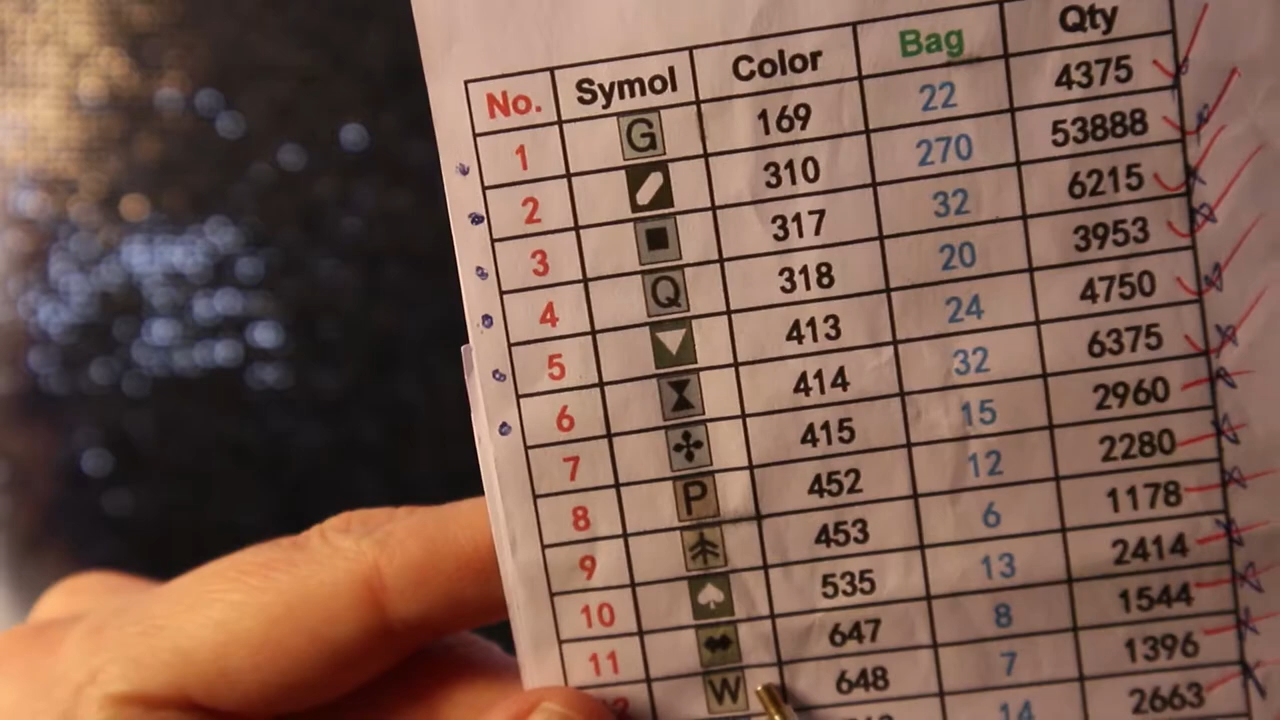 No. Symol Color Bag Qty
1 G 169 22 4375
2 310 270 53888
3 317 32 6215
4 Q 318 20 3953
5 413 24 4750
6 414 32 6375
7 415 15 2960
8 P 452 12 2280
9 453 6 1178
10 535 13 2414
11 647 8 1544
W 648 7 1396
14 2663